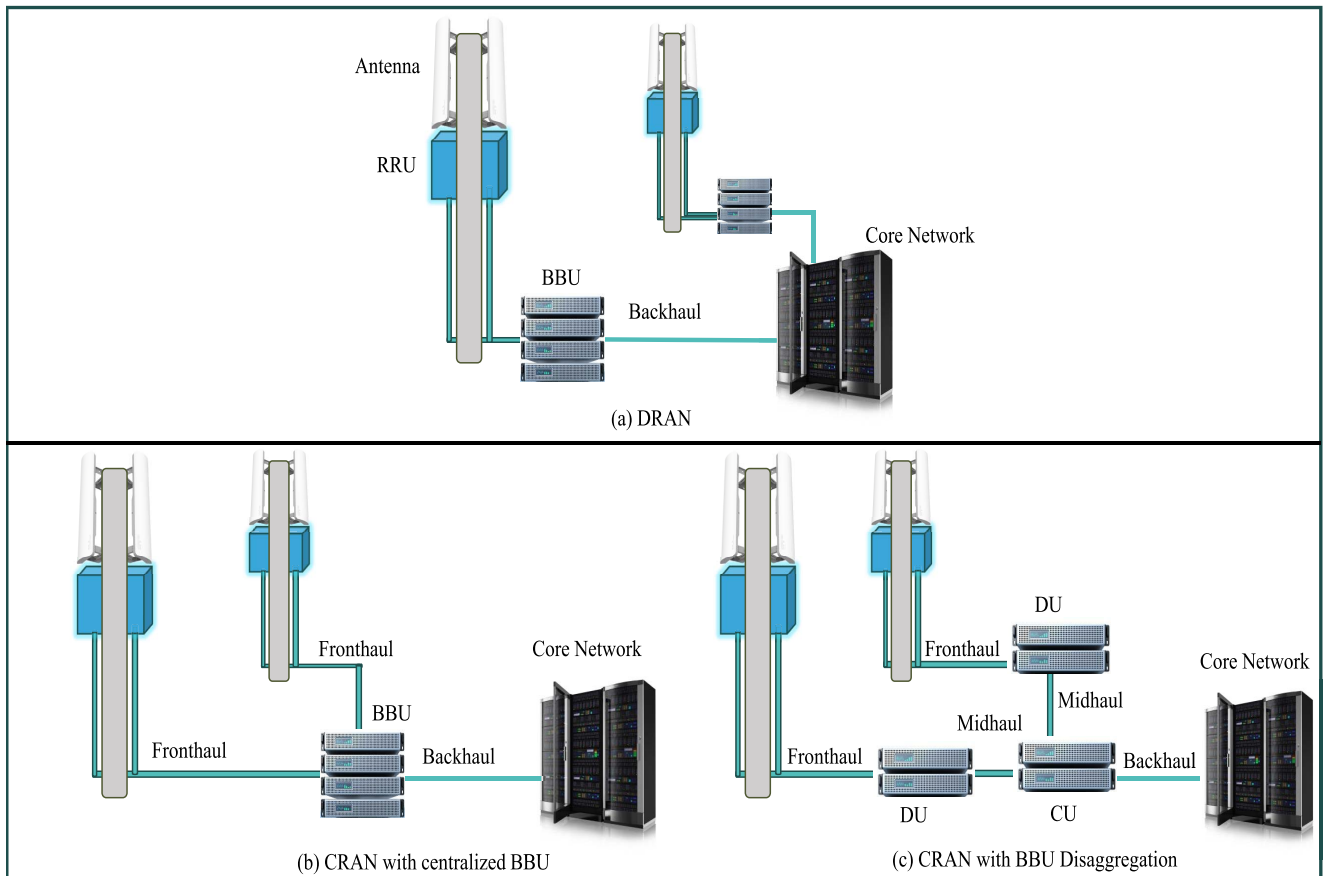 Antenna
RRU
Core Network
BBU
Backhaul
(a) DRAN
Fronthaul
Core Network
BBU
Fronthaul
Backhaul
(b) CRAN with centralized BBU
DU
Fronthaul
Core Network
Midhaul
Midhaul
Fronthaul
Backhaul
DU
CU
(c) CRAN with BBU Disaggregation